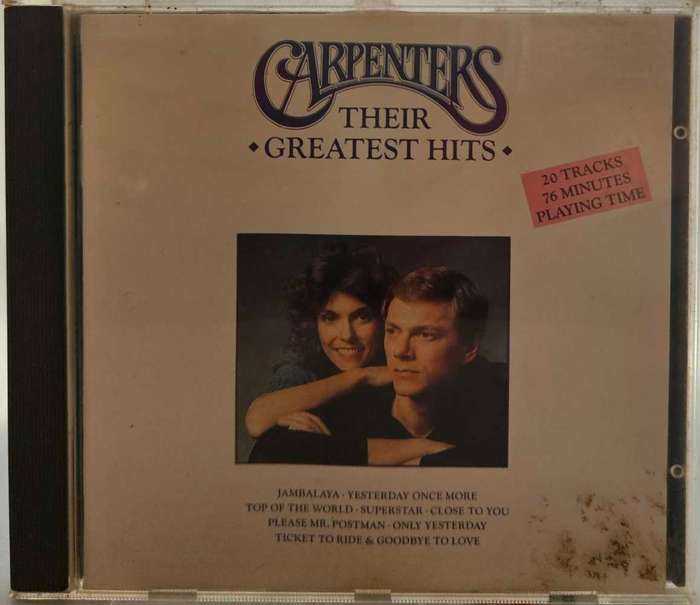 CARPENTERS
THEIR
GREATEST HITS
20 TRACKS
76 MINUTES
PLAYING TIME
JAMBALAYA · YESTERDAY ONCE MORE
TOP OF THE WORLD · SUPERSTAR · CLOSE TO YOU
PLEASE MR. POSTMAN · ONLY YESTERDAY
TICKET TO RIDE & GOODBYE TO LOVE